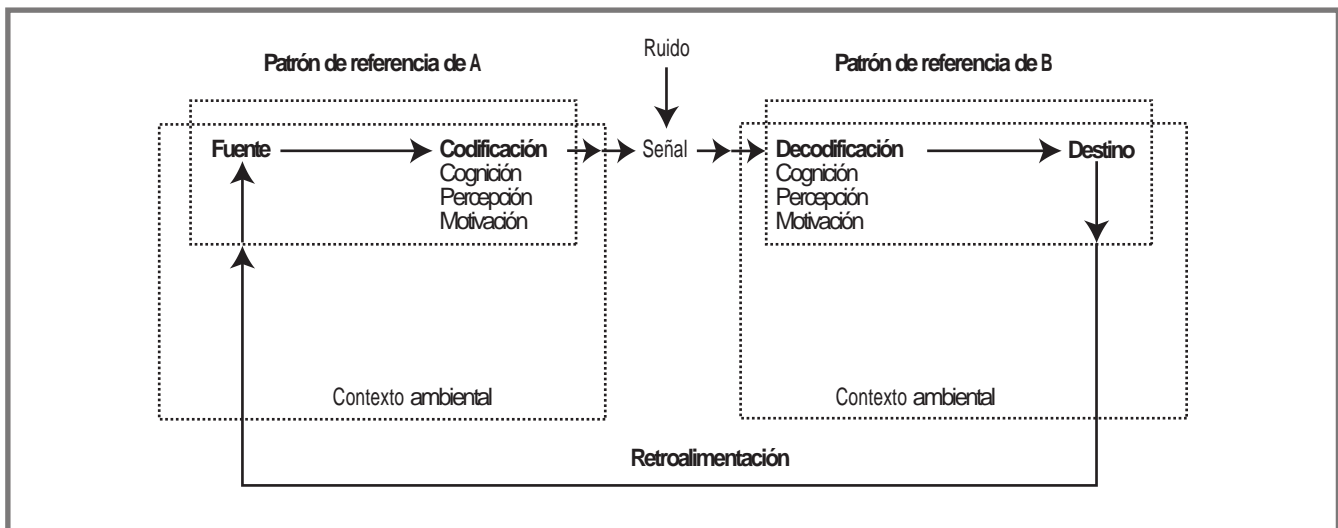 Ruido
Patrón de referencia de A
Patrón de referencia de B
Fuente
Codificación
Cognición
Percepción
Motivación
Señal
Decodificación
Cognición
Percepción
Motivación
Destino
Contexto ambiental
Contexto ambiental
Retroalimentación